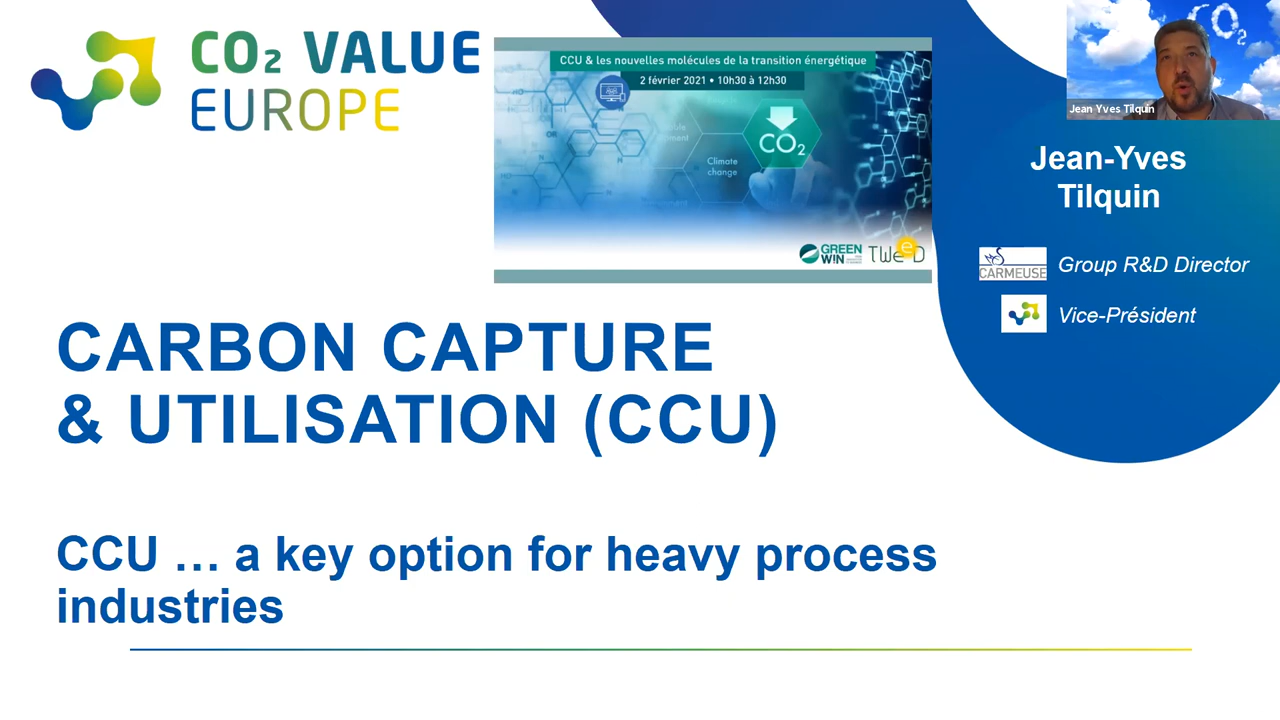 CO2 VALUE
EUROPE
CCU & les nouvelles molécules de la transition énergétique
2 février 2021 • 10h30 à 12h30
CO2
Climate
change
GREEN
W!N
TWeeD
CO2
Jean Yves Tilquin
Jean-Yves
Tilquin
CARMEUSE
Group R&D Director
Vice-Président
CARBON CAPTURE
& UTILISATION (CCU)
CCU … a key option for heavy process
industries